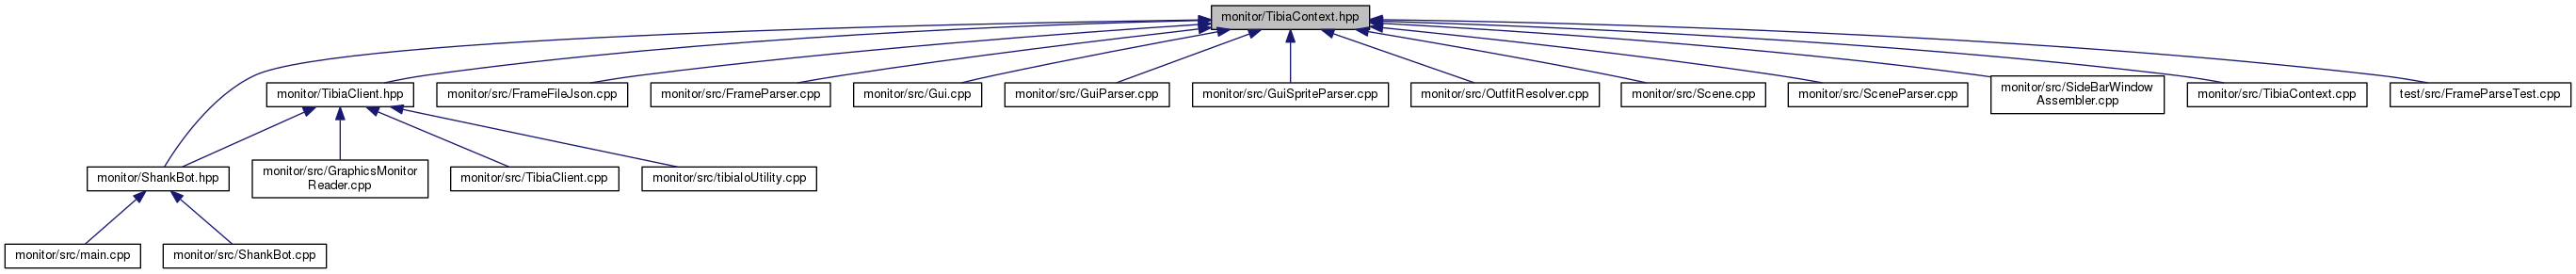 monitor/TibiaContext.hpp
monitor/TibiaClient.hpp
monitor/src/FrameFileJson.cpp
monitor/src/FrameParser.cpp
monitor/src/Gui.cpp
monitor/src/GuiParser.cpp
monitor/src/GuiSpriteParser.cpp
monitor/src/OutfitResolver.cpp
monitor/src/Scene.cpp
monitor/src/SceneParser.cpp
monitor/src/SideBarWindow
Assembler.cpp
monitor/src/TibiaContext.cpp
test/src/FrameParseTest.cpp
monitor/ShankBot.hpp
monitor/src/GraphicsMonitor
Reader.cpp
monitor/src/TibiaClient.cpp
monitor/src/tibiaIoUtility.cpp
monitor/src/main.cpp
monitor/src/ShankBot.cpp